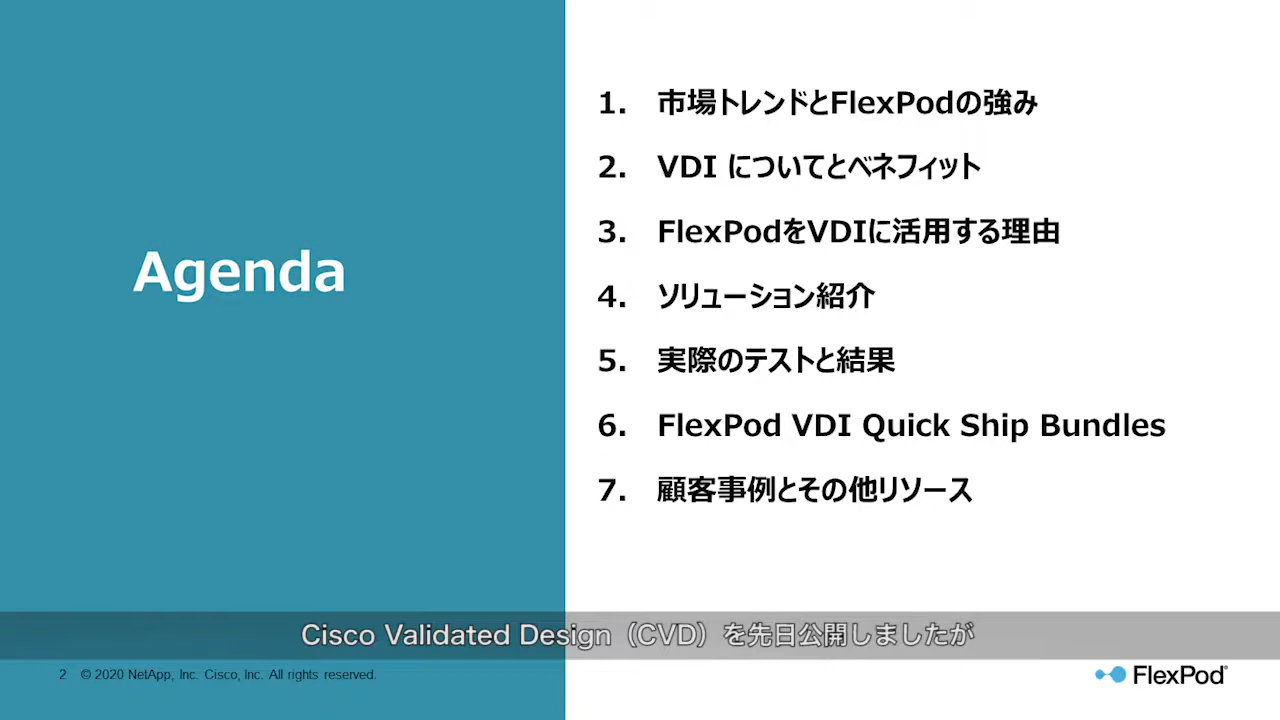 Agenda
1. 市場トレンドとFlexPodの強み
2. VDI についてとベネフィット
3. FlexPodをVDIに活用する理由
4. ソリューション紹介
5. 実際のテストと結果
6. FlexPod VDI Quick Ship Bundles
7. 顧客事例とその他リソース
Cisco Validated Design（CVD）を先日公開しましたが
2 © 2020 NetApp, Inc. Cisco, Inc. All rights reserved.
FlexPod®